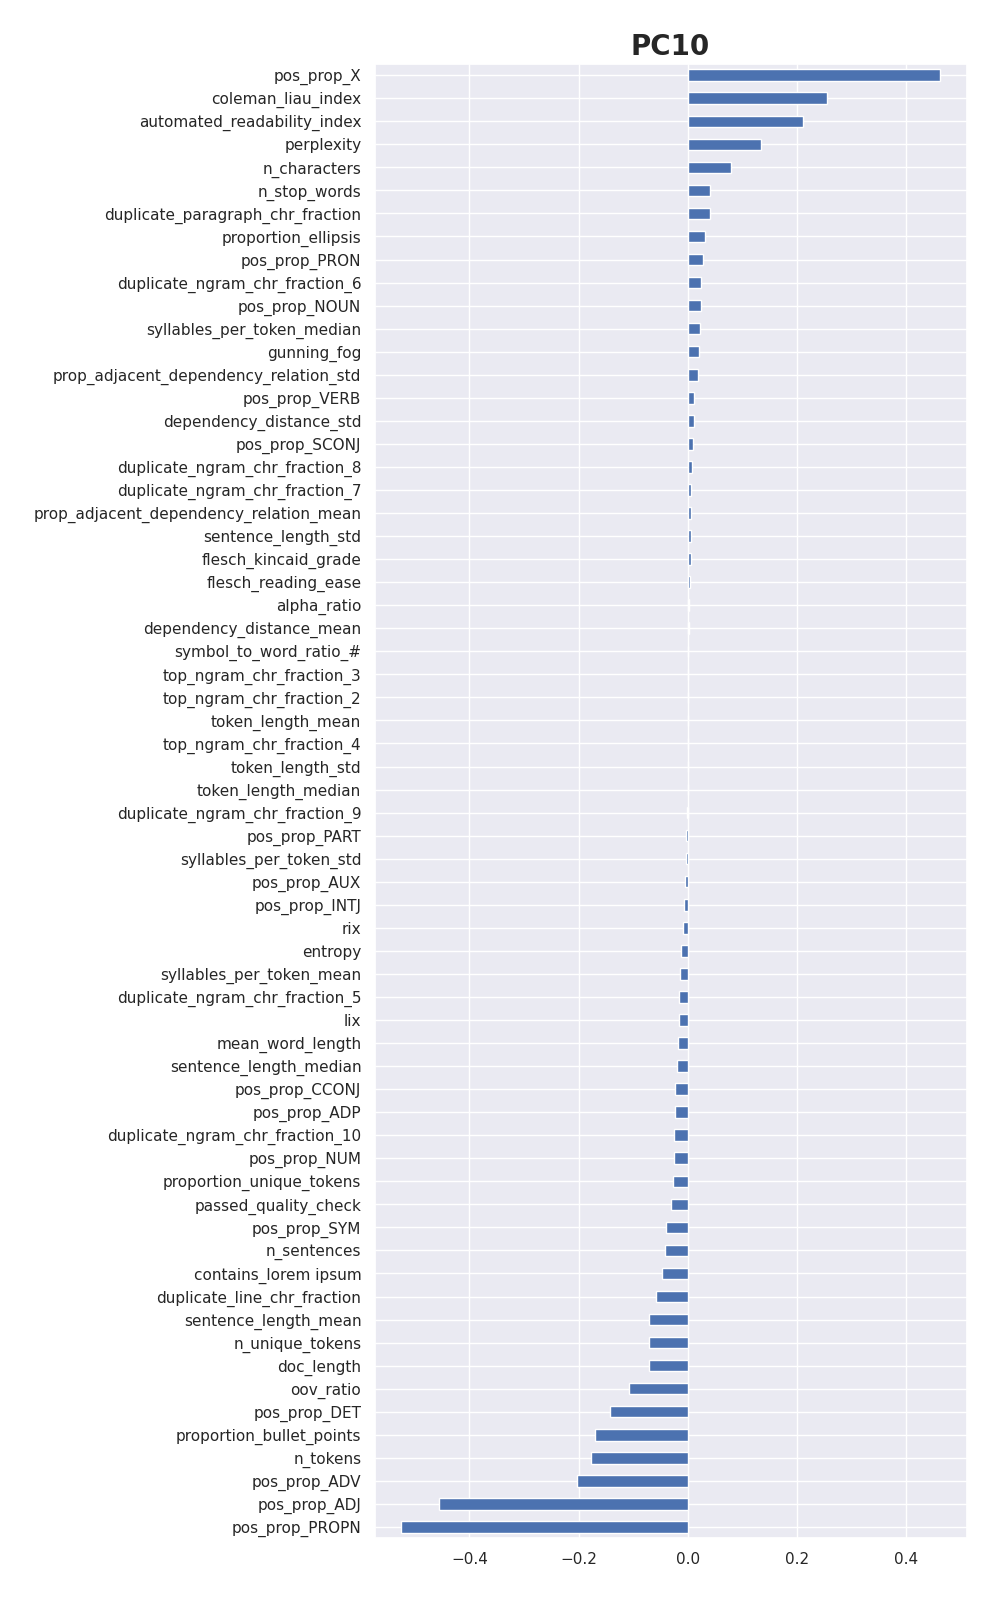 PC10
pos_prop_X
coleman_liau_index
automated_readability_index
perplexity
n_characters
n_stop_words
duplicate_paragraph_chr_fraction
proportion_ellipsis
pos_prop_PRON
duplicate_ngram_chr_fraction_6
pos_prop_NOUN
syllables_per_token_median
gunning_fog
prop_adjacent_dependency_relation_std
pos_prop_VERB
dependency_distance_std
pos_prop_SCONJ
duplicate_ngram_chr_fraction_8
duplicate_ngram_chr_fraction_7
prop_adjacent_dependency_relation_mean
sentence_length_std
flesch_kincaid_grade
flesch_reading_ease
alpha_ratio
dependency_distance_mean
symbol_to_word_ratio_#
top_ngram_chr_fraction_3
top_ngram_chr_fraction_2
token_length_mean
top_ngram_chr_fraction_4
token_length_std
token_length_median
duplicate_ngram_chr_fraction_9
pos_prop_PART
syllables_per_token_std
pos_prop_AUX
pos_prop_INTJ
rix
entropy
syllables_per_token_mean
duplicate_ngram_chr_fraction_5
lix
mean_word_length
sentence_length_median
pos_prop_CCONJ
pos_prop_ADP
duplicate_ngram_chr_fraction_10
pos_prop_NUM
proportion_unique_tokens
passed_quality_check
pos_prop_SYM
n_sentences
contains_lorem ipsum
duplicate_line_chr_fraction
sentence_length_mean
n_unique_tokens
doc_length
oov_ratio
pos_prop_DET
proportion_bullet_points
n_tokens
pos_prop_ADV
pos_prop_ADJ
pos_prop_PROPN
−0.4 −0.2 0.0 0.2 0.4